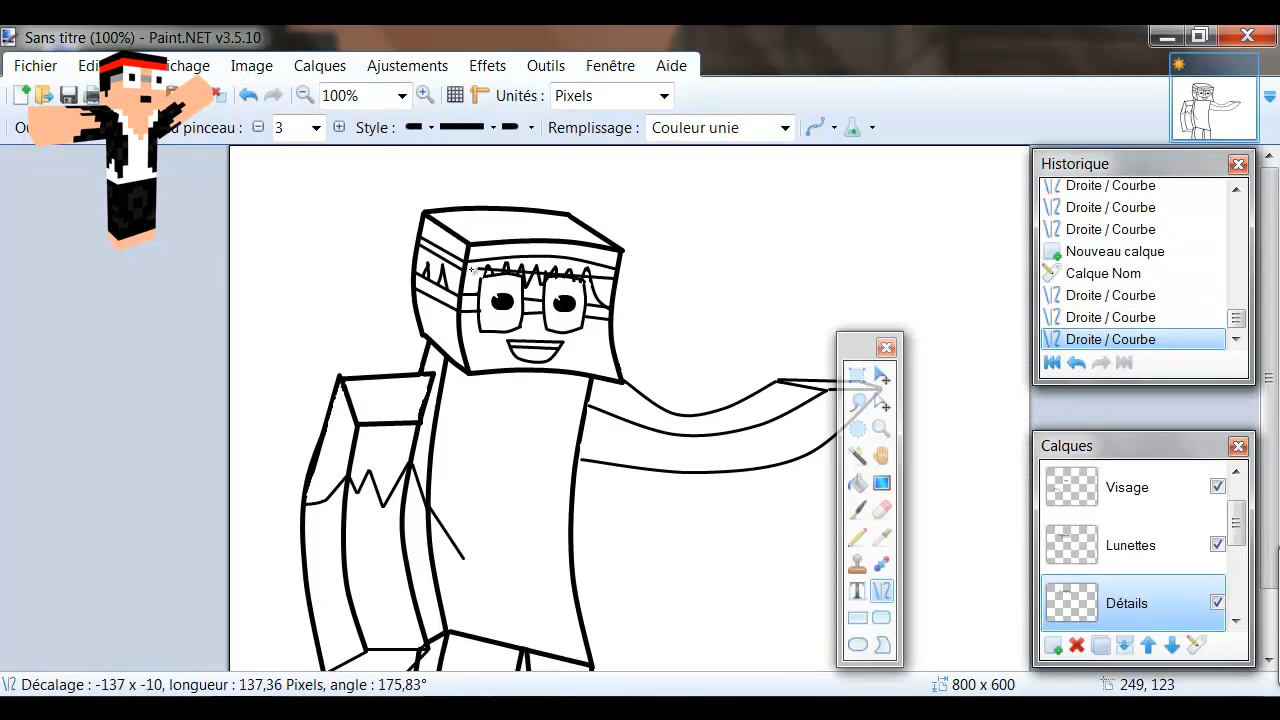 Sans titre (100%) - Paint.NET v3.5.10
Fichier Edi ichage Image Calques Ajustements Effets Outils Fenêtre Aide
100% Unités : Pixels
Ou u pinceau : 3 Style : Remplissage : Couleur unie
Historique
Droite / Courbe
Droite / Courbe
Droite / Courbe
Nouveau calque
Calque Nom
Droite / Courbe
Droite / Courbe
Droite / Courbe
Calques
Visage
Lunettes
Détails
Décalage : -137 x -10, longueur : 137,36 Pixels, angle : 175,83° 800 x 600 249, 123